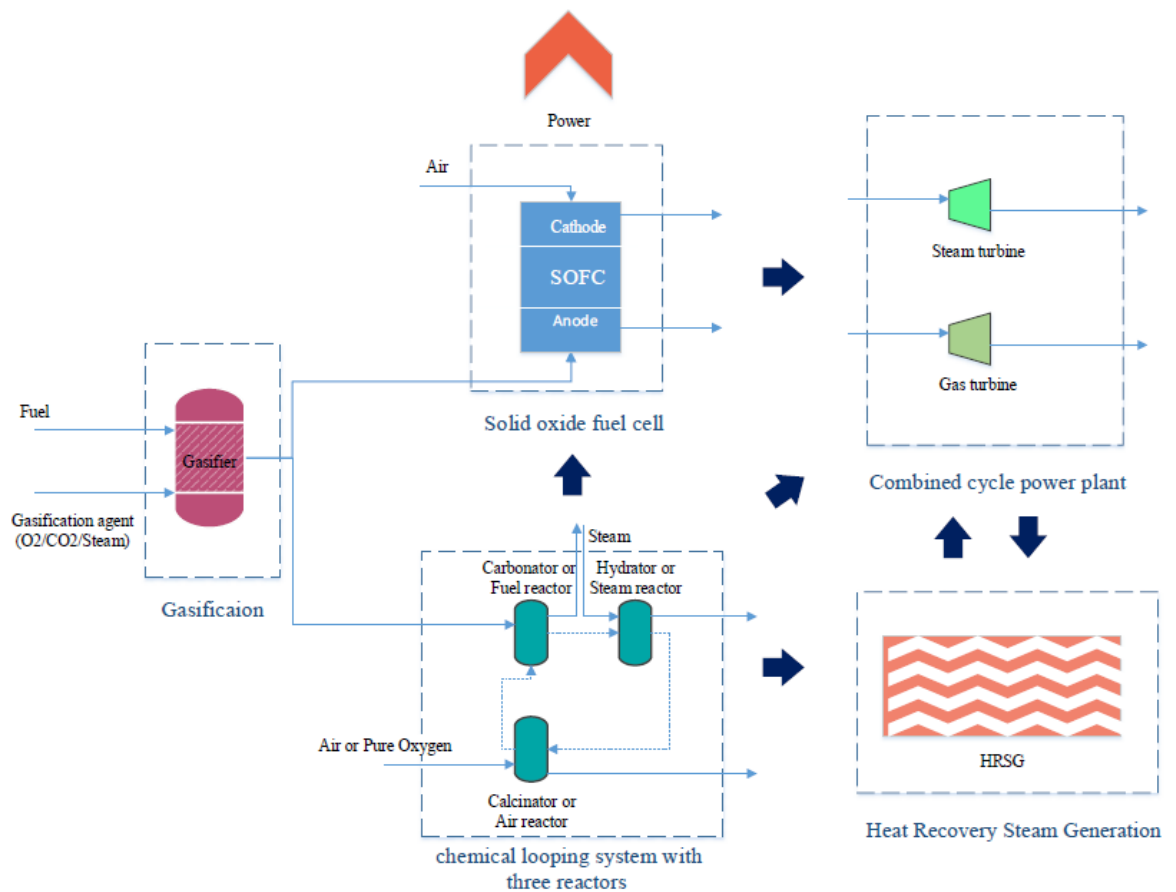 Power
Air
Cathode
SOFC
Anode
Solid oxide fuel cell
Steam turbine
Gas turbine
Combined cycle power plant
Fuel
Gasifier
Gasification agent
(O2/CO2/Steam)
Gasificaion
Steam
Carbonator or
Fuel reactor
Hydrator or
Steam reactor
Air or Pure Oxygen
Calcinator or
Air reactor
chemical looping system with
three reactors
HRSG
Heat Recovery Steam Generation